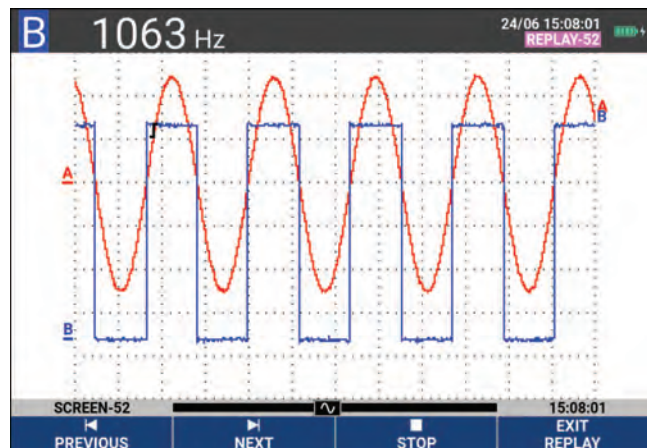 B 1063 Hz
24/06 15:08:01
REPLAY-52
A
B
A
B
SCREEN-52 15:08:01
PREVIOUS NEXT STOP EXIT REPLAY